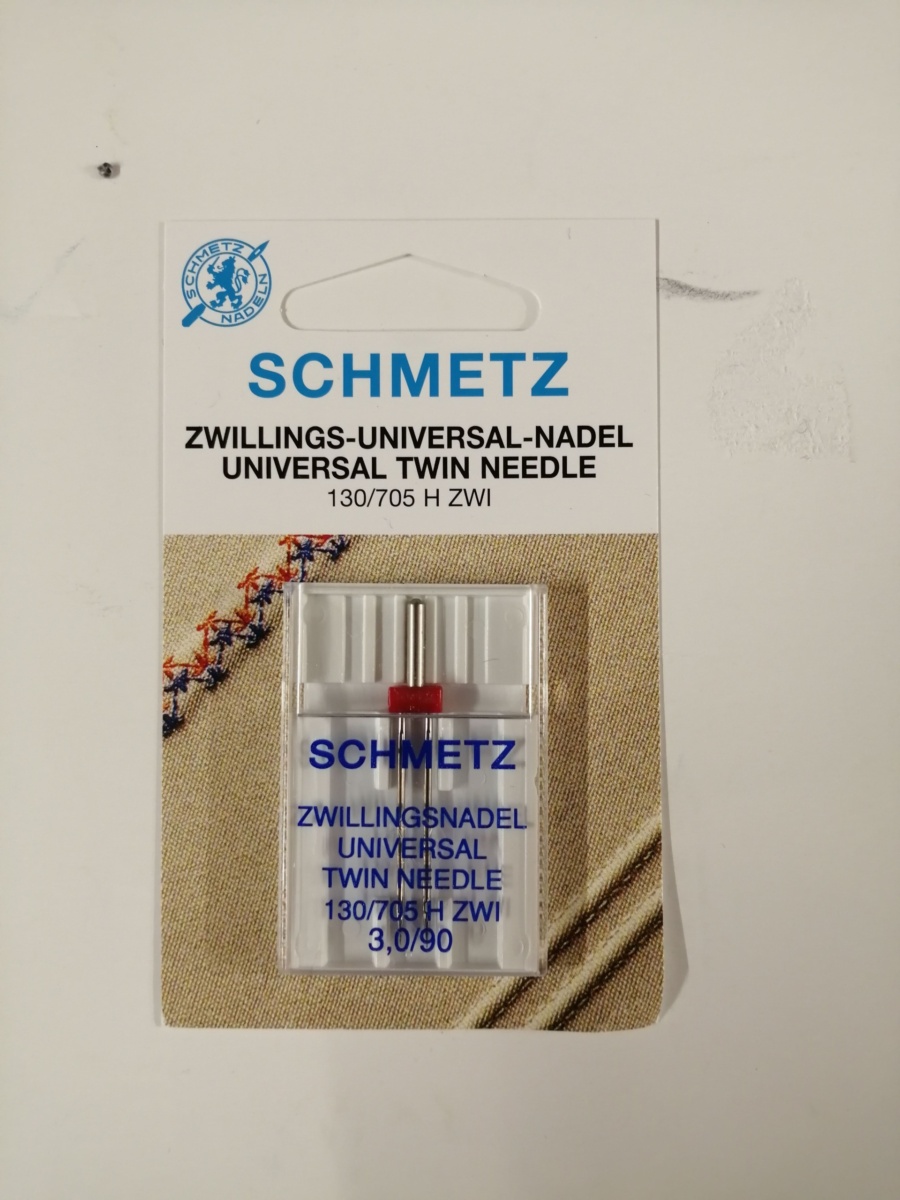 SCHMETZ
NADELN
SCHMETZ
ZWILLINGS-UNIVERSAL-NADEL
UNIVERSAL TWIN NEEDLE
130/705 H ZWI
SCHMETZ
ZWILLINGSNADEL
UNIVERSAL
TWIN NEEDLE
130/705 H ZWI
3,0/90